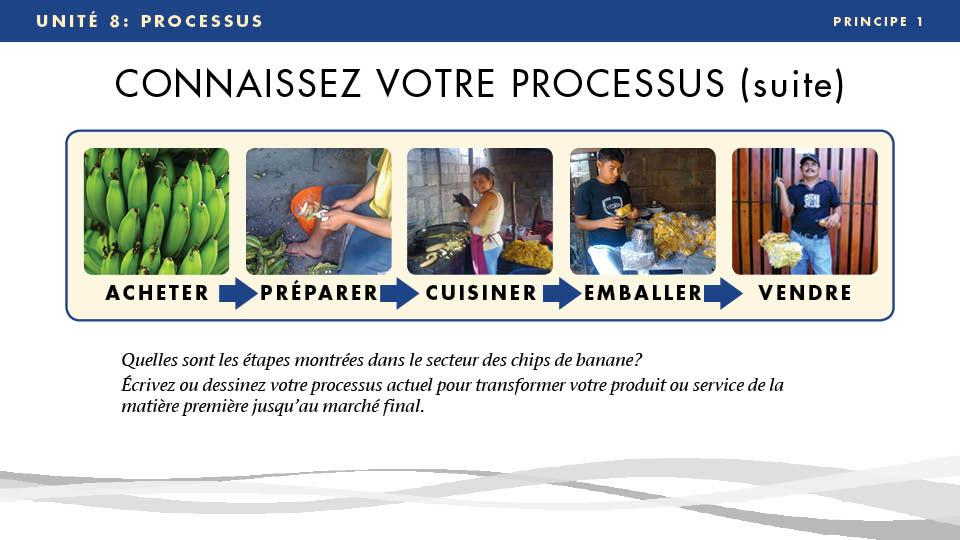 UNITÉ 8: PROCESSUS
PRINCIPE 1
CONNAISSEZ VOTRE PROCESSUS (suite)
ACHETER PRÉPARER CUISINER EMBALLER VENDRE
Quelles sont les étapes montrées dans le secteur des chips de banane?
Écrivez ou dessinez votre processus actuel pour transformer votre produit ou service de la
matière première jusqu’au marché final.